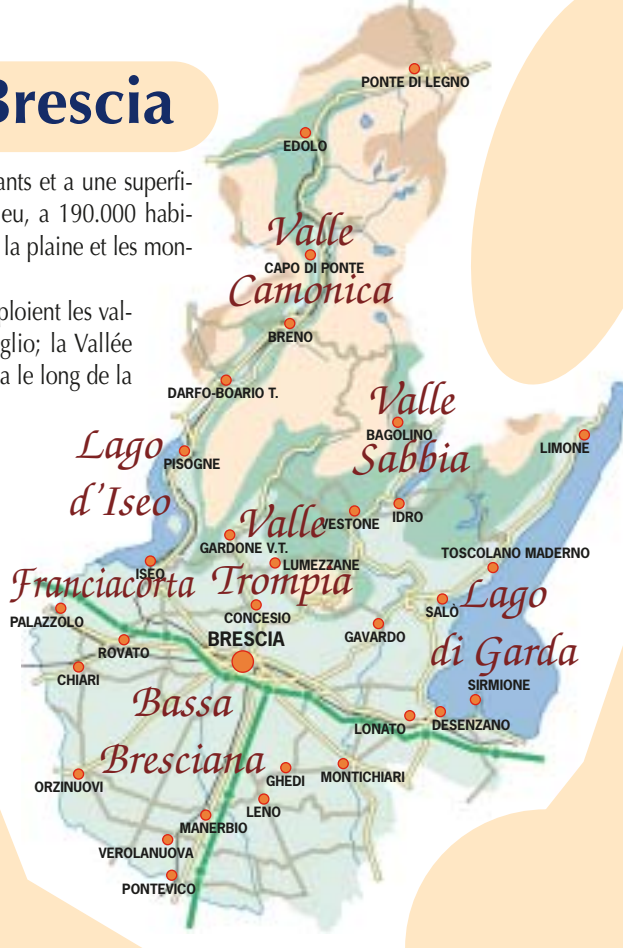 Brescia
ants et a une superfi-
eu, a 190.000 habi-
la plaine et les mon-
ploient les val-
glio; la Vallée
a le long de la
PONTE DI LEGNO
EDOLO
Valle
CAPO DI PONTE
Camonica
BRENO
DARFO-BOARIO T.
Valle
BAGOLINO
Sabbia
LIMONE
Lago
PISOGNE
d'Iseo
Valle
VESTONE
IDRO
GARDONE V.T.
LUMEZZANE
TOSCOLANO MADERNO
ISEO
Franciacorta
Trompia
Lago
PALAZZOLO
CONCESIO
SALÒ
ROVATO
BRESCIA
GAVARDO
di Garda
CHIARI
SIRMIONE
Bassa
LONATO
DESENZANO
Bresciana
ORZINUOVI
GHEDI
MONTICHIARI
LENO
MANERBIO
VEROLANUOVA
PONTEVICO